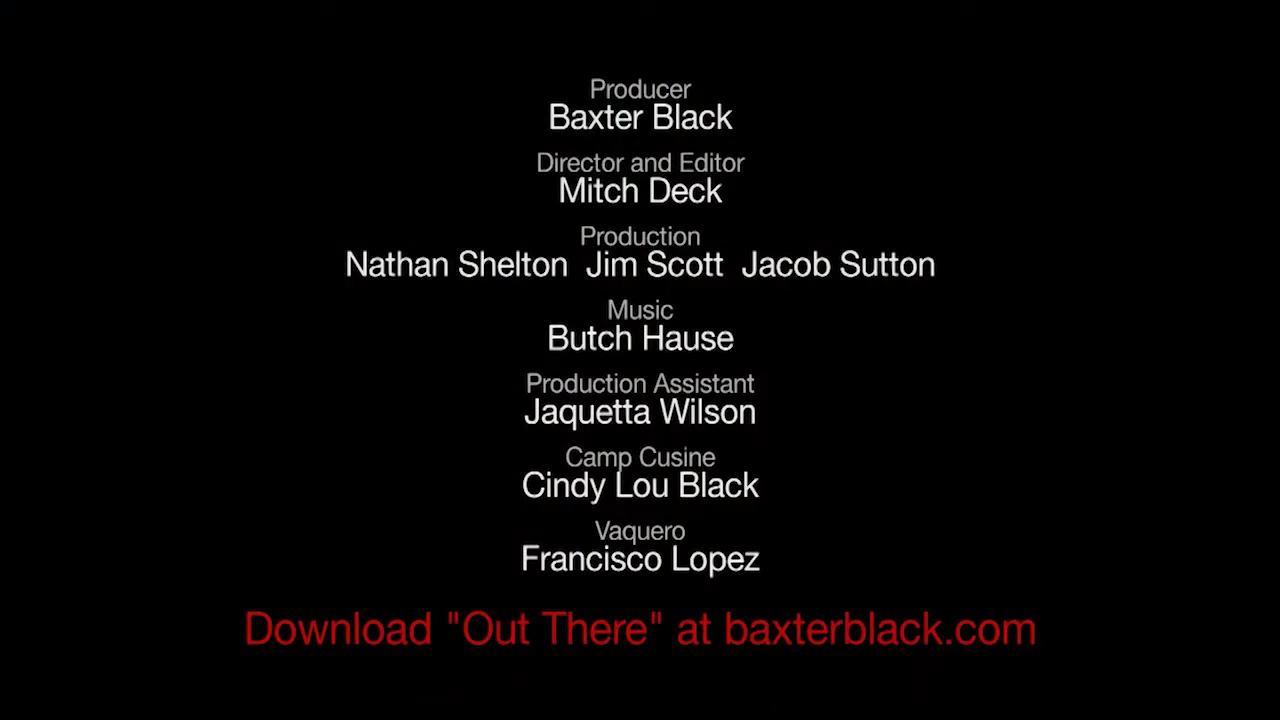 Producer
Baxter Black
Director and Editor
Mitch Deck
Production
Nathan Shelton  Jim Scott  Jacob Sutton
Music
Butch Hause
Production Assistant
Jaquetta Wilson
Camp Cusine
Cindy Lou Black
Vaquero
Francisco Lopez
Download "Out There" at baxterblack.com